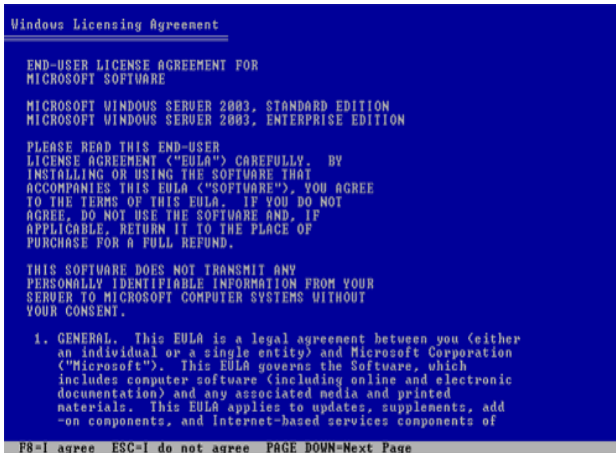 Windows Licensing Agreement
END-USER LICENSE AGREEMENT FOR
MICROSOFT SOFTWARE
MICROSOFT WINDOWS SERVER 2003, STANDARD EDITION
MICROSOFT WINDOWS SERVER 2003, ENTERPRISE EDITION
PLEASE READ THIS END-USER
LICENSE AGREEMENT ("EULA") CAREFULLY.  BY
INSTALLING OR USING THE SOFTWARE THAT
ACCOMPANIES THIS EULA ("SOFTWARE"), YOU AGREE
TO THE TERMS OF THIS EULA.  IF YOU DO NOT
AGREE, DO NOT USE THE SOFTWARE AND, IF
APPLICABLE, RETURN IT TO THE PLACE OF
PURCHASE FOR A FULL REFUND.
THIS SOFTWARE DOES NOT TRANSMIT ANY
PERSONALLY IDENTIFIABLE INFORMATION FROM YOUR
SERVER TO MICROSOFT COMPUTER SYSTEMS WITHOUT
YOUR CONSENT.
1. GENERAL.  This EULA is a legal agreement between you (either
an individual or a single entity) and Microsoft Corporation
("Microsoft").  This EULA governs the Software, which
includes computer software (including online and electronic
documentation) and any associated media and printed
materials.  This EULA applies to updates, supplements, add
-on components, and Internet-based services components of
F8=I agree  ESC=I do not agree  PAGE DOWN=Next Page